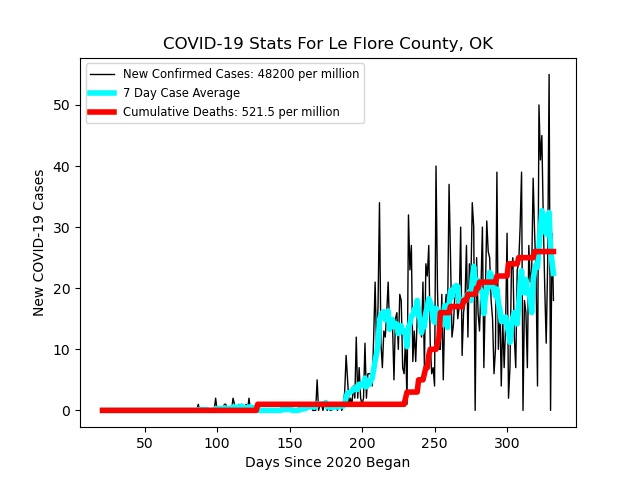 COVID-19 Stats For Le Flore County, OK
New Confirmed Cases: 48200 per million
7 Day Case Average
Cumulative Deaths: 521.5 per million
New COVID-19 Cases
50
40
30
20
10
0
50 100 150 200 250 300
Days Since 2020 Began